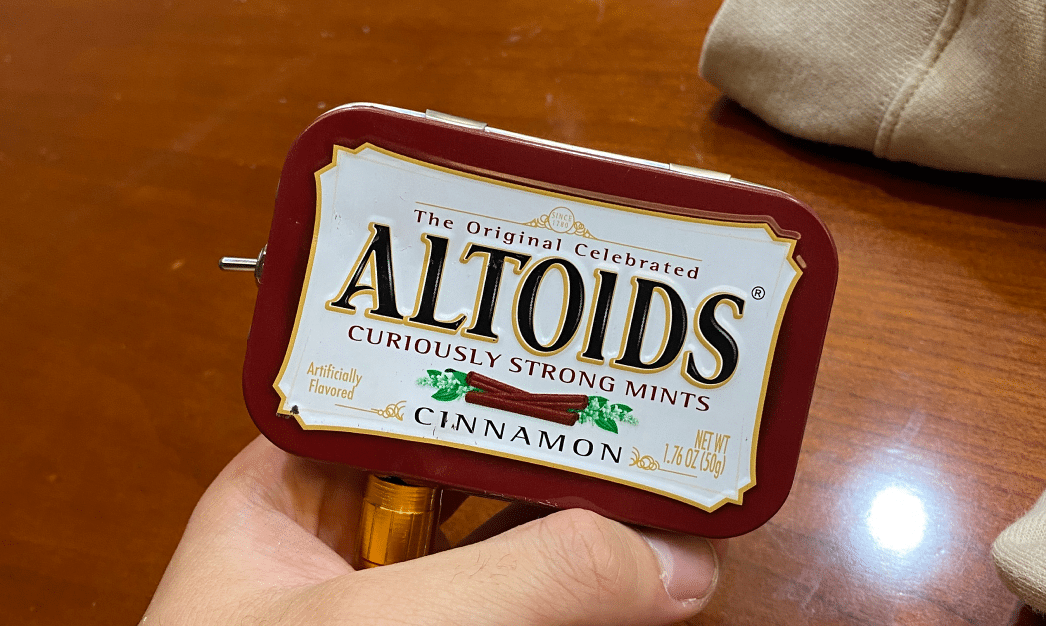 SINCE
1780
The Original Celebrated
ALTOIDS®
CURIOUSLY STRONG MINTS
Artificially
Flavored
CINNAMON
NET WT
1.76 OZ (50g)